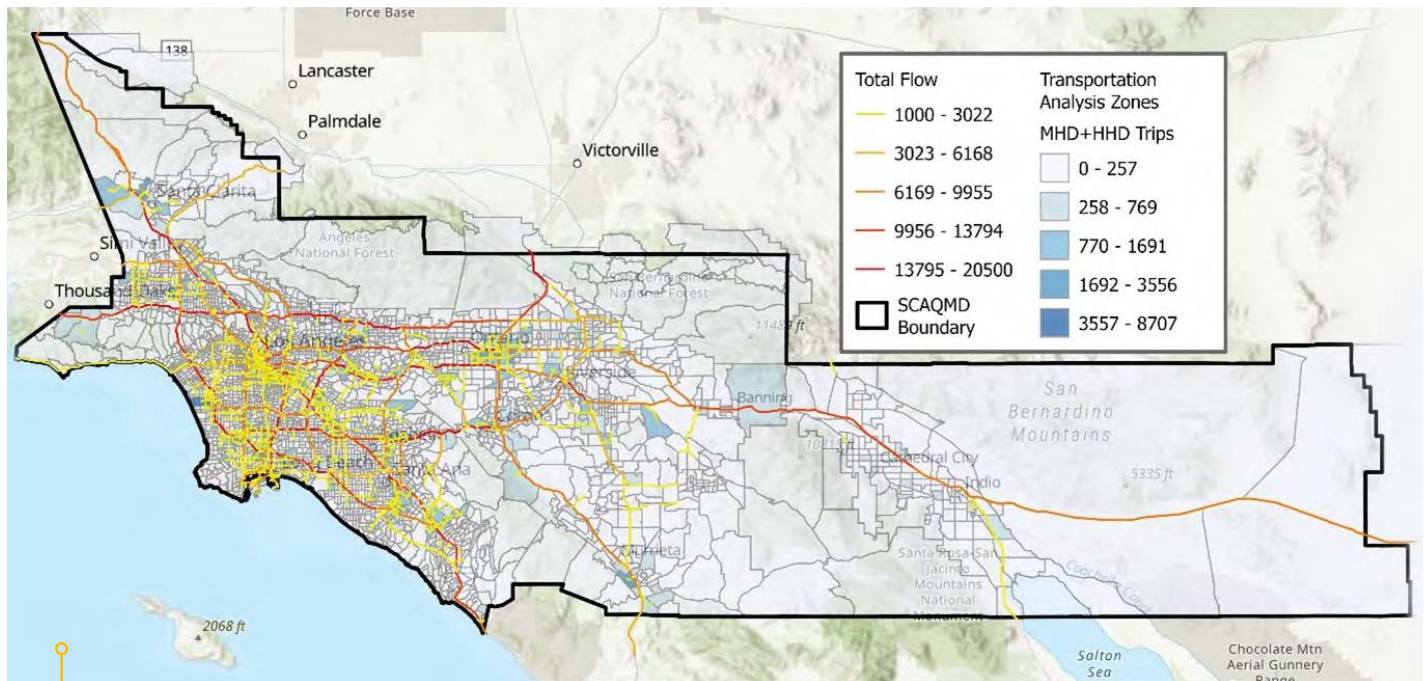 Force Base
138
Lancaster
Palmdale
Victorville
Total Flow
1000 - 3022
3023 - 6168
6169 - 9955
9956 - 13794
13795 - 20500
SCAQMD
Boundary
Transportation
Analysis Zones
MHD+HHD Trips
0 - 257
258 - 769
770 - 1691
1692 - 3556
3557 - 8707
Santa Clarita
Simi Valley
Angeles
National Forest
Thousand Oaks
San Bernardino
National Forest
11489 ft
Los Angeles
Riverside
Banning
Corona
San
Bernardino
Mountains
Cathedral City
Beach
Santa Ana
Indio
5335 ft
Murrieta
Santa Rosa-San
Jacinto
Mountains
National
Monument
Coachella Canal
2068 ft
Salton
Sea
Chocolate Mtn
Aerial Gunnery
Range